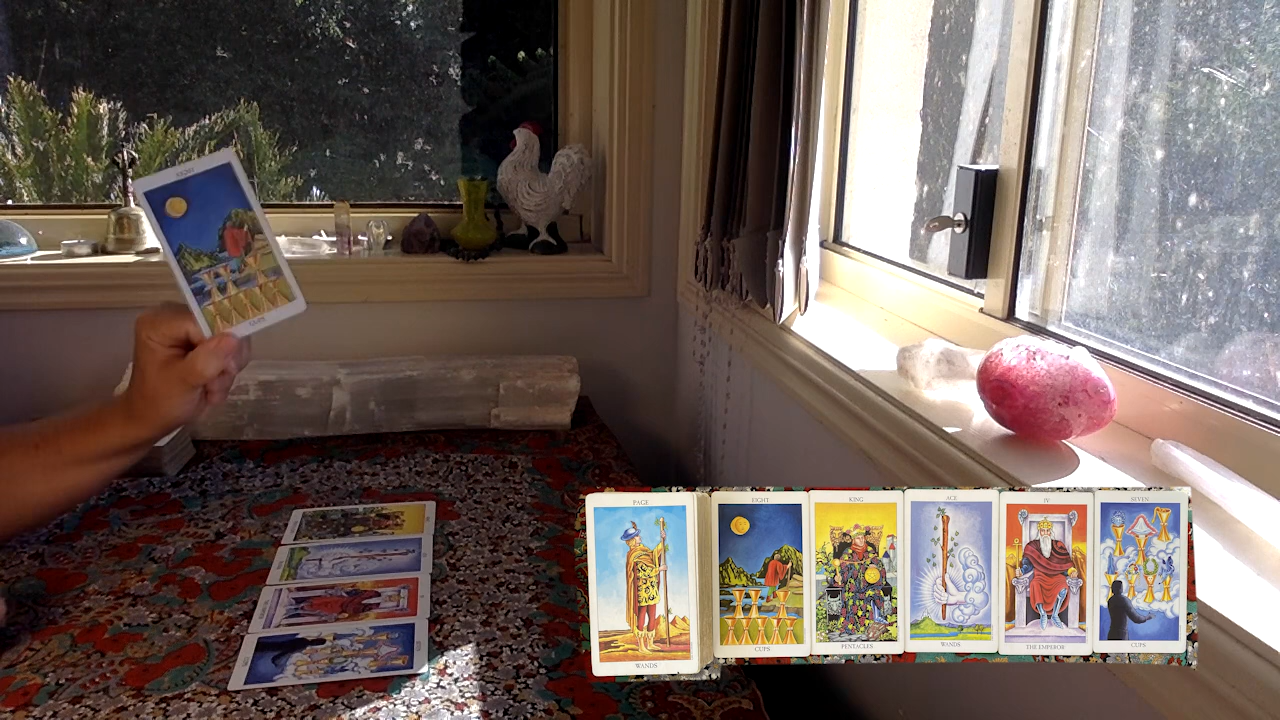 EIGHT
CUPS
PAGE
WANDS
EIGHT
CUPS
KING
PENTACLES
ACE
WANDS
IV
THE EMPEROR
SEVEN
CUPS